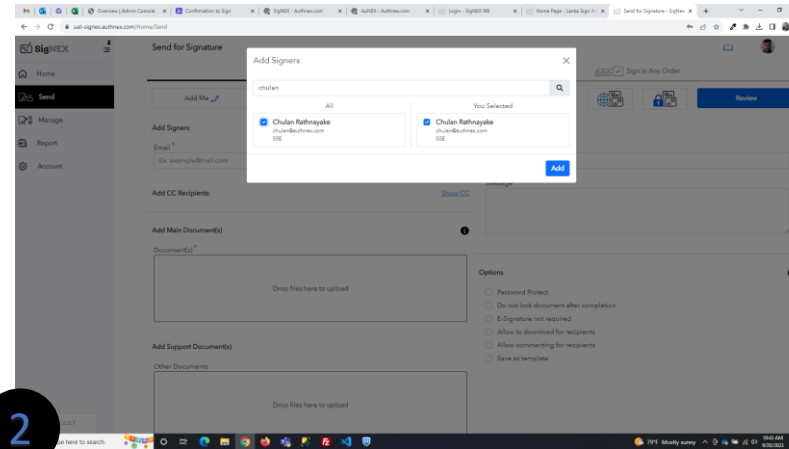 Overview | Admin Console
Confirmation to Sign
SigNEX - Authnex.com
AuNEX - Authnex.com
Login - SigNEX WE
Home Page - Lanka Sign A
Send for Signature - SigNex
uat-signex.authnex.com/Home/Send
SigNEX
Send for Signature
Home
Send
Manage
Report
Account
Add Me
Sign in Any Order
Review
Add Signers
chulan
All
You Selected
Chulan Rathnayake
chulan@authnex.com
SSE
Chulan Rathnayake
chulan@authnex.com
SSE
Add
Add Signers
Email *
Ex. example@mail.com
Add CC Recipients
Show CC
Message
Add Main Document(s)
Document(s) *
Drop files here to upload
Options
Password Protect
Do not lock document after completion
E-Signature not required
Allow to download for recipients
Allow commenting for recipients
Save as template
Add Support Document(s)
Other Documents
Drop files here to upload
2
pe here to search
79°F Mostly sunny
10:43 AM
9/20/2023